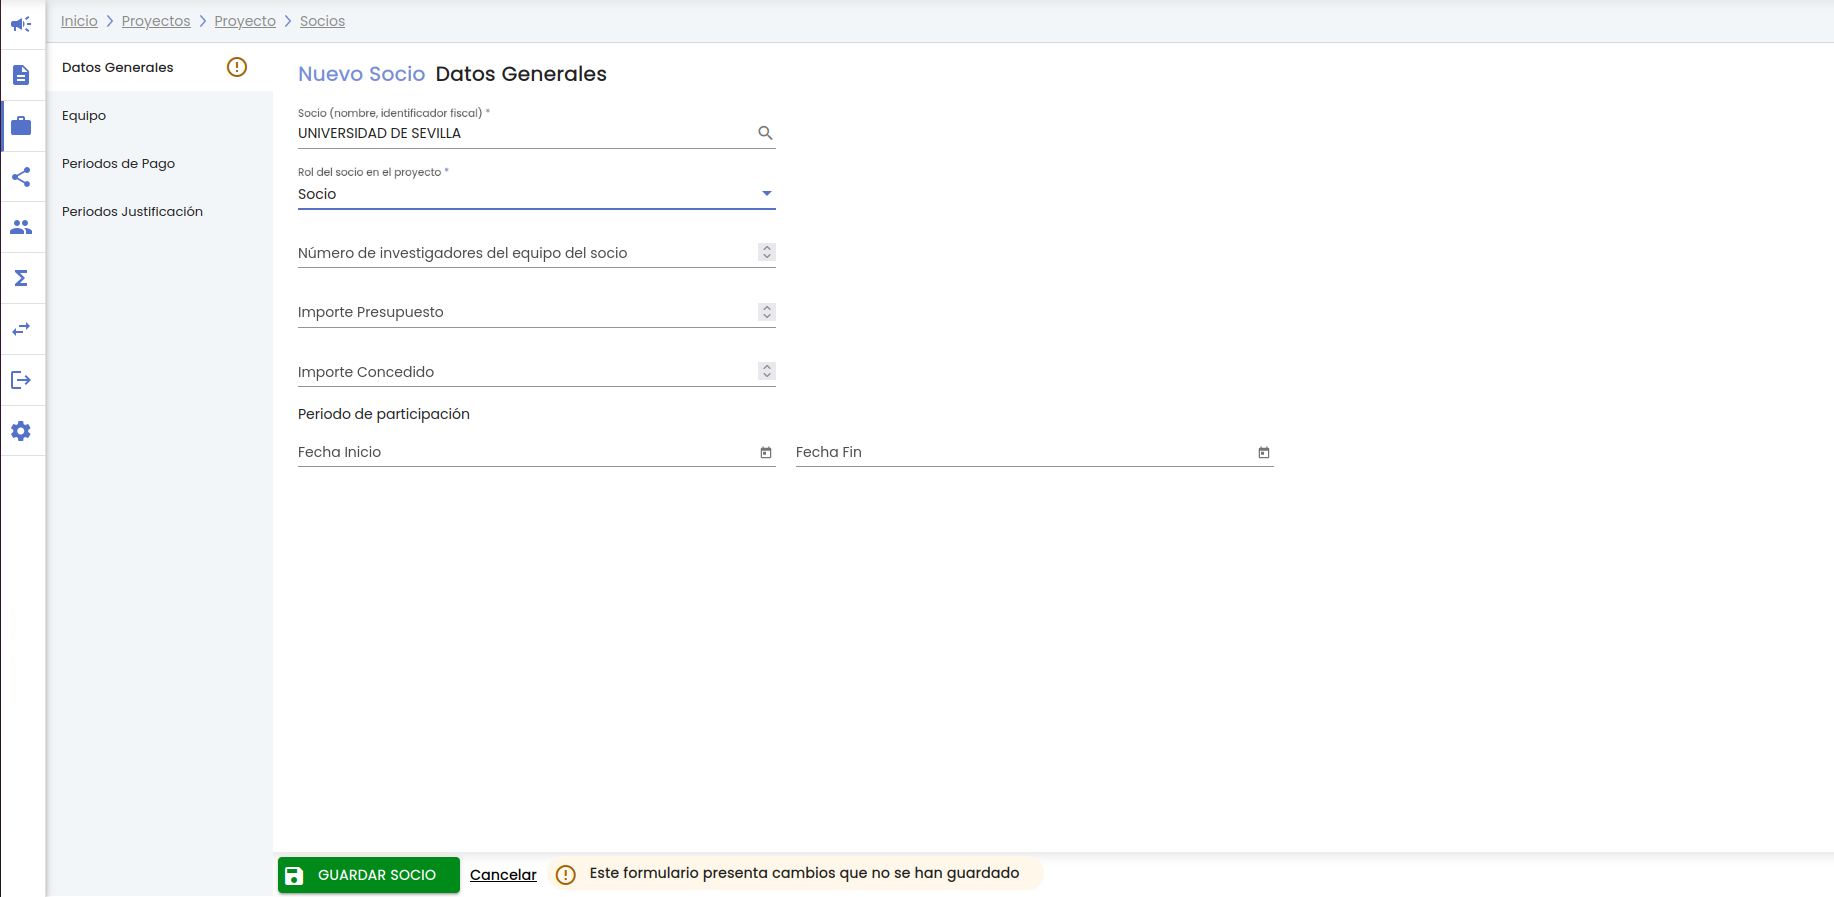 Inicio > Proyectos > Proyecto > Socios
Datos Generales
Equipo
Periodos de Pago
Periodos Justificación
Nuevo Socio Datos Generales
Socio (nombre, identificador fiscal) *
UNIVERSIDAD DE SEVILLA
Rol del socio en el proyecto *
Socio
Número de investigadores del equipo del socio
Importe Presupuesto
Importe Concedido
Periodo de participación
Fecha Inicio Fecha Fin
GUARDAR SOCIO Cancelar Este formulario presenta cambios que no se han guardado